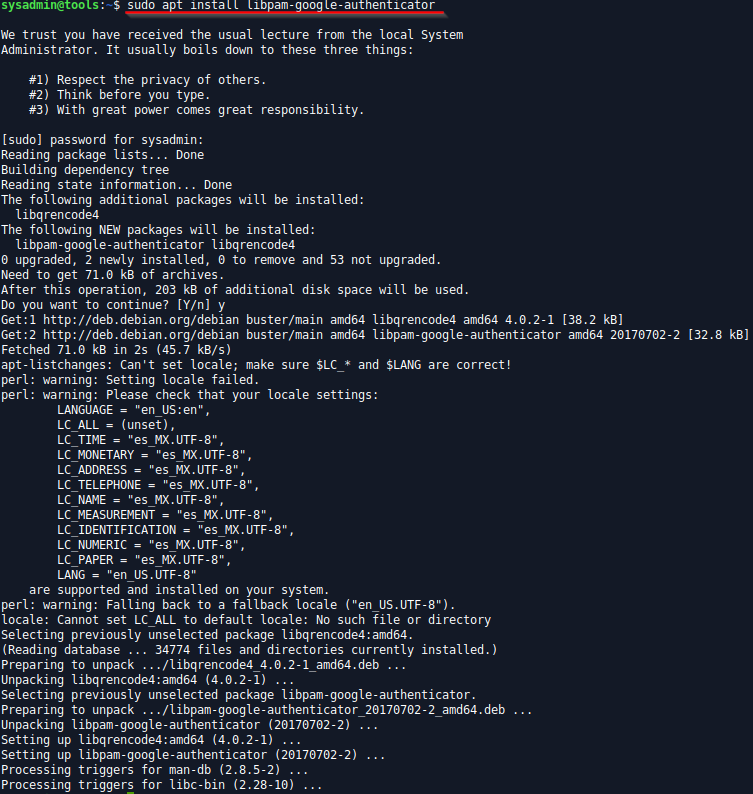 sysadmin@tools:~$ sudo apt install libpam-google-authenticator
We trust you have received the usual lecture from the local System
Administrator. It usually boils down to these three things:
#1) Respect the privacy of others.
#2) Think before you type.
#3) With great power comes great responsibility.
[sudo] password for sysadmin:
Reading package lists... Done
Building dependency tree
Reading state information... Done
The following additional packages will be installed:
libqrencode4
The following NEW packages will be installed:
libpam-google-authenticator libqrencode4
0 upgraded, 2 newly installed, 0 to remove and 53 not upgraded.
Need to get 71.0 kB of archives.
After this operation, 203 kB of additional disk space will be used.
Do you want to continue? [Y/n] y
Get:1 http://deb.debian.org/debian buster/main amd64 libqrencode4 amd64 4.0.2-1 [38.2 kB]
Get:2 http://deb.debian.org/debian buster/main amd64 libpam-google-authenticator amd64 20170702-2 [32.8 kB]
Fetched 71.0 kB in 2s (45.7 kB/s)
apt-listchanges: Can't set locale; make sure $LC_* and $LANG are correct!
perl: warning: Setting locale failed.
perl: warning: Please check that your locale settings:
LANGUAGE = "en_US:en",
LC_ALL = (unset),
LC_TIME = "es_MX.UTF-8",
LC_MONETARY = "es_MX.UTF-8",
LC_ADDRESS = "es_MX.UTF-8",
LC_TELEPHONE = "es_MX.UTF-8",
LC_NAME = "es_MX.UTF-8",
LC_MEASUREMENT = "es_MX.UTF-8",
LC_IDENTIFICATION = "es_MX.UTF-8",
LC_NUMERIC = "es_MX.UTF-8",
LC_PAPER = "es_MX.UTF-8",
LANG = "en_US.UTF-8"
are supported and installed on your system.
perl: warning: Falling back to a fallback locale ("en_US.UTF-8").
locale: Cannot set LC_ALL to default locale: No such file or directory
Selecting previously unselected package libqrencode4:amd64.
(Reading database ... 34774 files and directories currently installed.)
Preparing to unpack .../libqrencode4_4.0.2-1_amd64.deb ...
Unpacking libqrencode4:amd64 (4.0.2-1) ...
Selecting previously unselected package libpam-google-authenticator.
Preparing to unpack .../libpam-google-authenticator_20170702-2_amd64.deb ...
Unpacking libpam-google-authenticator (20170702-2) ...
Setting up libqrencode4:amd64 (4.0.2-1) ...
Setting up libpam-google-authenticator (20170702-2) ...
Processing triggers for man-db (2.8.5-2) ...
Processing triggers for libc-bin (2.28-10) ...